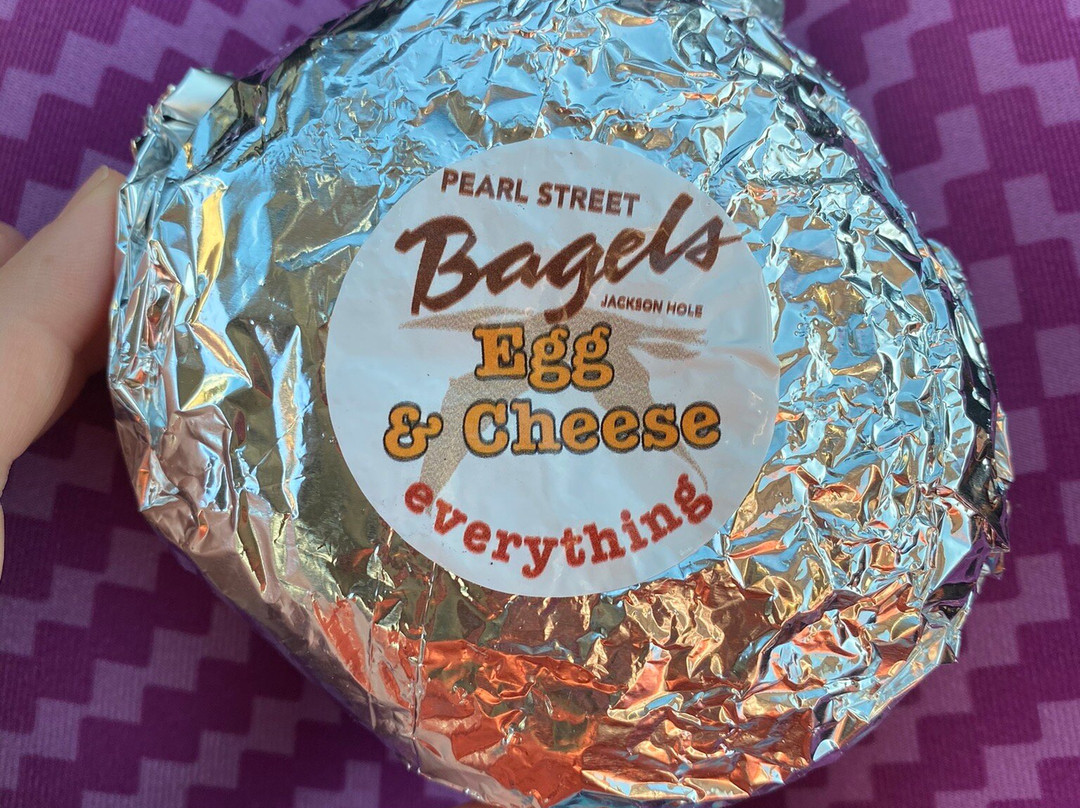 PEARL STREET
Bagels
JACKSON HOLE
Egg
& Cheese
everything